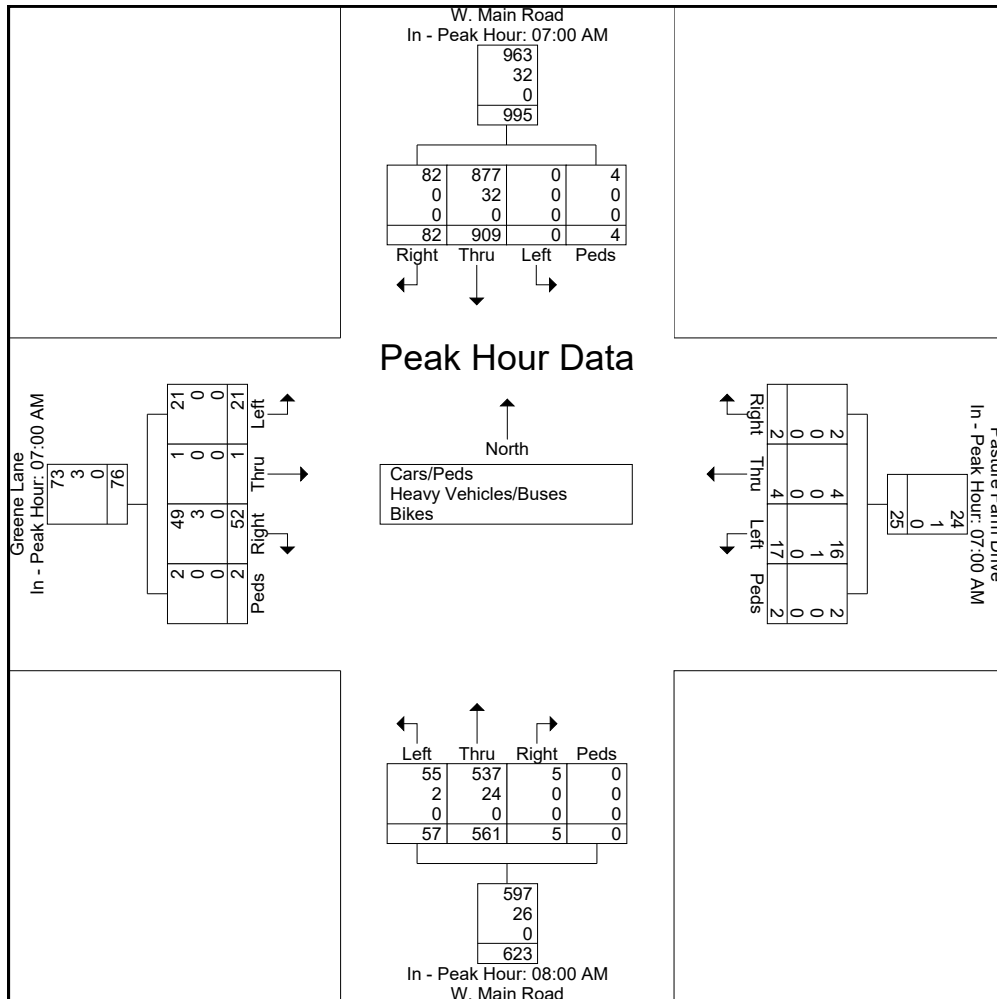 W. Main Road
In - Peak Hour: 07:00 AM
963
32
0
995
82 877 0 4
0 32 0 0
0 0 0 0
82 909 0 4
Right Thru Left Peds
Peak Hour Data
North
Cars/Peds
Heavy Vehicles/Buses
Bikes
Greene Lane
In - Peak Hour: 07:00 AM
73
3
0
76
21 1 49 2
0 0 3 0
0 0 0 0
21 1 52 2
Left Thru Right Peds
Pasture Farm Drive
In - Peak Hour: 07:00 AM
24
1
0
25
2 4 16 2
0 0 1 0
0 0 0 0
2 4 17 2
Right Thru Left Peds
Left Thru Right Peds
55 537 5 0
2 24 0 0
0 0 0 0
57 561 5 0
597
26
0
623
In - Peak Hour: 08:00 AM
W. Main Road